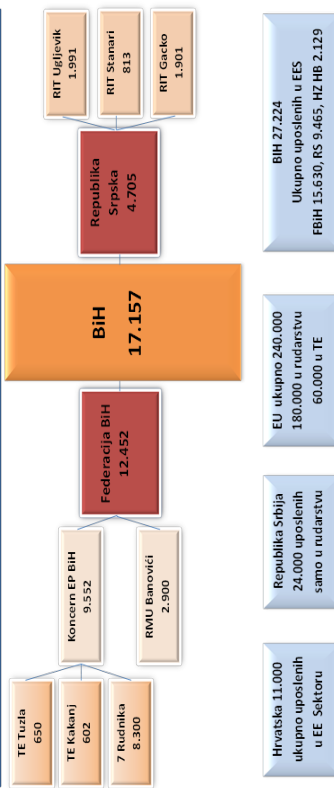 TE Tuzla
650
TE Kakanj
602
7 Rudnika
8.300
Koncern EP BiH
9.552
RMU Banovići
2.900
Federacija BiH
12.452
BiH
17.157
Republika
Srpska
4.705
RIT Ugljevik
1.991
RIT Stanari
813
RIT Gacko
1.901
Hrvatska 11.000
ukupno uposlenih
u EE Sektoru
Republika Srbija
24.000 uposlenih
samo u rudarstvu
EU ukupno 240.000
180.000 u rudarstvu
60.000 u TE
BIH 27.224
Ukupno uposlenih u EES
FBiH 15.630, RS 9.465, HZ HB 2.129